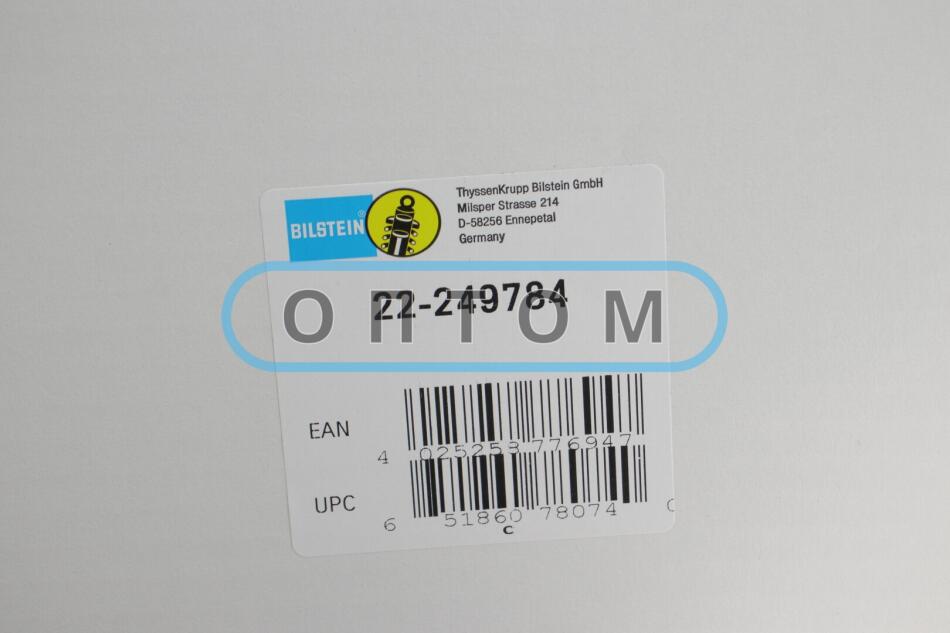 BILSTEIN®
ThyssenKrupp Bilstein GmbH
Milsper Strasse 214
D-58256 Ennepetal
Germany
22-249784
ОПТОМ
EAN
4 025258 776947
UPC
6 51860 78074 0
c